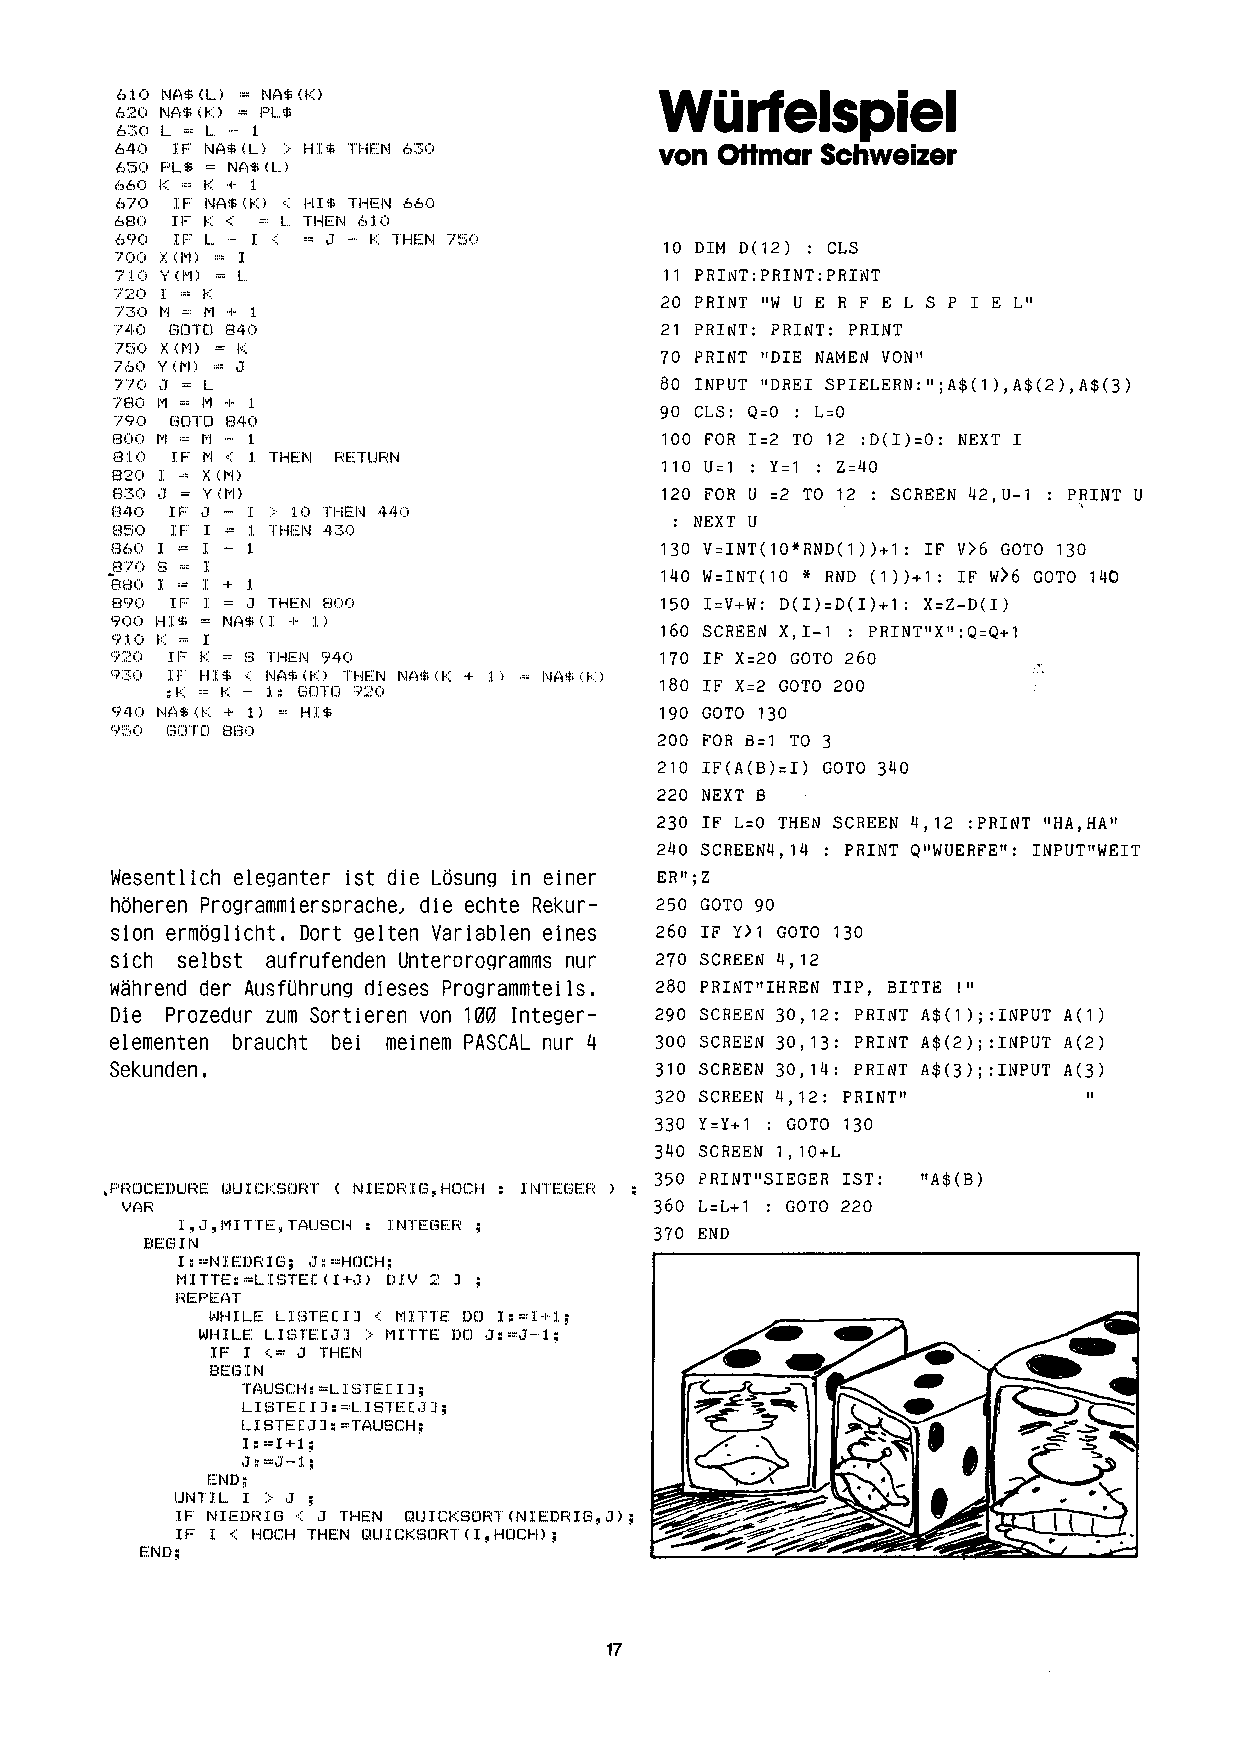 610 NA$(L) = NA$(K)
620 NA$(K) = PL$
630 L = L - 1
640  IF NA$(L) > HI$ THEN 630
650 PL$ = NA$(L)
660 K = K + 1
670  IF NA$(K) < HI$ THEN 660
680  IF K <  = L THEN 610
690  IF L - I <  = J - K THEN 750
700 X(M) = I
710 Y(M) = L
720 I = K
730 M = M + 1
740  GOTO 840
750 X(M) = K
760 Y(M) = J
770 J = L
780 M = M + 1
790  GOTO 840
800 M = M - 1
810  IF M < 1 THEN  RETURN
820 I = X(M)
830 J = Y(M)
840  IF J - I > 10 THEN 440
850  IF I = 1 THEN 430
860 I = I - 1
870 S = I
880 I = I + 1
890  IF I = J THEN 800
900 HI$ = NA$(I + 1)
910 K = I
920  IF K = S THEN 940
930  IF HI$ < NA$(K) THEN NA$(K + 1) = NA$(K)
:K = K - 1: GOTO 920
940 NA$(K + 1) = HI$
950  GOTO 880
Wesentlich eleganter ist die Lösung in einer
höheren Programmiersprache, die echte Rekur-
sion ermöglicht. Dort gelten Variablen eines
sich selbst aufrufenden Unterprogramms nur
während der Ausführung dieses Programmteils.
Die Prozedur zum Sortieren von 100 Integer-
elementen braucht bei meinem PASCAL nur 4
Sekunden.
PROCEDURE QUICKSORT ( NIEDRIG,HOCH : INTEGER ) ;
VAR
I,J,MITTE,TAUSCH : INTEGER ;
BEGIN
I:=NIEDRIG; J:=HOCH;
MITTE:=LISTE[(I+J) DIV 2 ] ;
REPEAT
WHILE LISTE[I] < MITTE DO I:=I+1;
WHILE LISTE[J] > MITTE DO J:=J-1;
IF I <= J THEN
BEGIN
TAUSCH:=LISTE[I];
LISTE[I]:=LISTE[J];
LISTE[J]:=TAUSCH;
I:=I+1;
J:=J-1;
END;
UNTIL I > J ;
IF NIEDRIG < J THEN  QUICKSORT(NIEDRIG,J);
IF I < HOCH THEN QUICKSORT(I,HOCH);
END;
Würfelspiel
von Ottmar Schweizer
10 DIM D(12) : CLS
11 PRINT:PRINT:PRINT
20 PRINT "W U E R F E L S P I E L"
21 PRINT: PRINT: PRINT
70 PRINT "DIE NAMEN VON"
80 INPUT "DREI SPIELERN:";A$(1),A$(2),A$(3)
90 CLS: Q=0 : L=0
100 FOR I=2 TO 12 :D(I)=0: NEXT I
110 U=1 : Y=1 : Z=40
120 FOR U =2 TO 12 : SCREEN 42,U-1 : PRINT U
: NEXT U
130 V=INT(10*RND(1))+1: IF V>6 GOTO 130
140 W=INT(10 * RND (1))+1: IF W>6 GOTO 140
150 I=V+W: D(I)=D(I)+1: X=Z-D(I)
160 SCREEN X,I-1 : PRINT"X":Q=Q+1
170 IF X=20 GOTO 260
180 IF X=2 GOTO 200
190 GOTO 130
200 FOR B=1 TO 3
210 IF(A(B)=I) GOTO 340
220 NEXT B
230 IF L=0 THEN SCREEN 4,12 :PRINT "HA,HA"
240 SCREEN4,14 : PRINT Q"WUERFE": INPUT"WEIT
ER";Z
250 GOTO 90
260 IF Y>1 GOTO 130
270 SCREEN 4,12
280 PRINT"IHREN TIP, BITTE !"
290 SCREEN 30,12: PRINT A$(1);:INPUT A(1)
300 SCREEN 30,13: PRINT A$(2);:INPUT A(2)
310 SCREEN 30,14: PRINT A$(3);:INPUT A(3)
320 SCREEN 4,12: PRINT"                "
330 Y=Y+1 : GOTO 130
340 SCREEN 1,10+L
350 PRINT"SIEGER IST:   "A$(B)
360 L=L+1 : GOTO 220
370 END
17